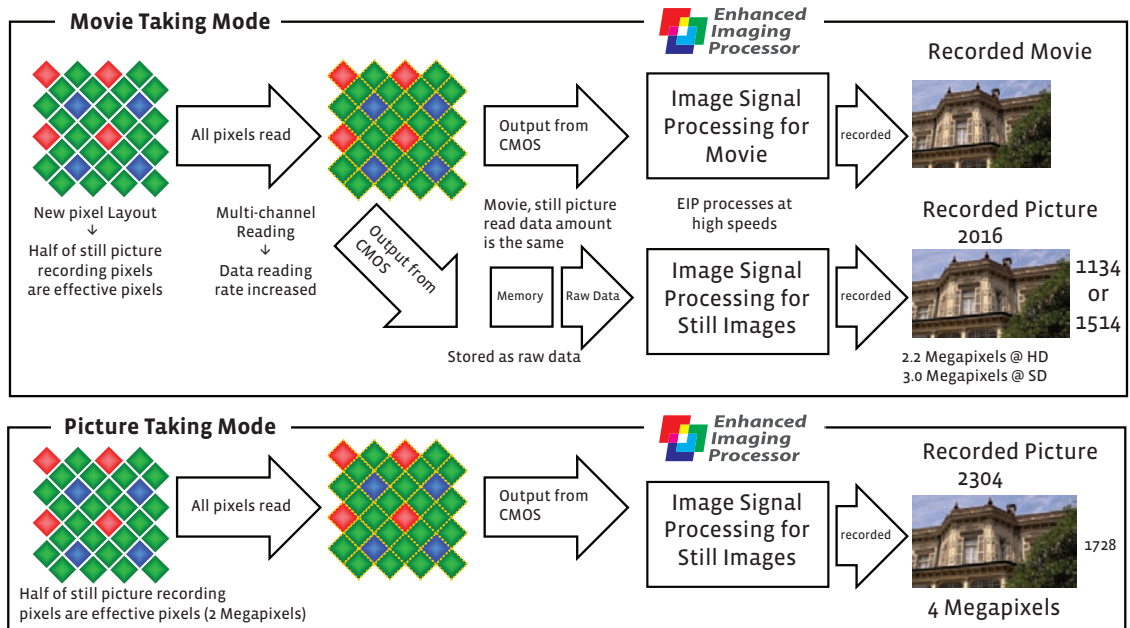 Movie Taking Mode
Enhanced
Imaging
Processor
Recorded Movie
All pixels read
Output from
CMOS
Image Signal
Processing for
Movie
recorded
New pixel Layout
↓
Half of still picture
recording pixels
are effective pixels
Multi-channel
Reading
↓
Data reading
rate increased
Movie, still picture
read data amount
is the same
EIP processes at
high speeds
Output from
CMOS
Memory
Raw Data
Stored as raw data
Image Signal
Processing for
Still Images
recorded
Recorded Picture
2016
1134
or
1514
2.2 Megapixels @ HD
3.0 Megapixels @ SD
Picture Taking Mode
Enhanced
Imaging
Processor
All pixels read
Output from
CMOS
Image Signal
Processing for
Still Images
recorded
Recorded Picture
2304
1728
4 Megapixels
Half of still picture recording
pixels are effective pixels (2 Megapixels)